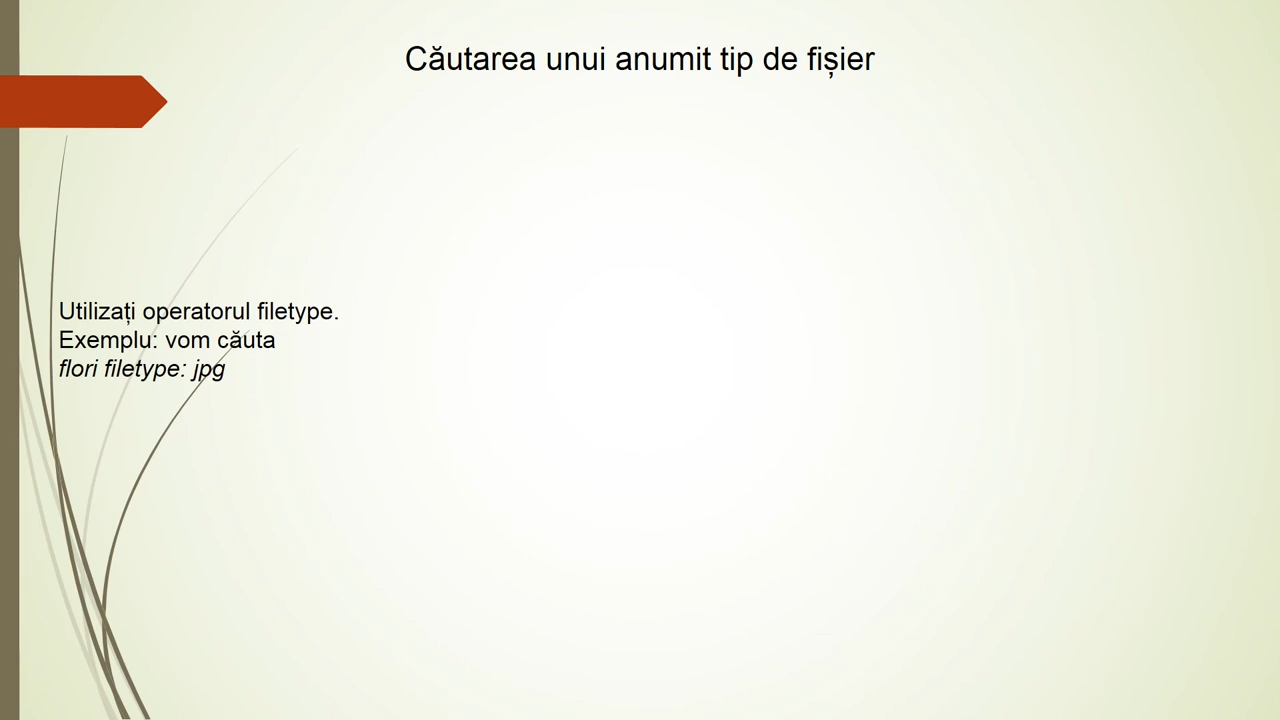 Căutarea unui anumit tip de fișier
Utilizați operatorul filetype.
Exemplu: vom căuta
flori filetype: jpg